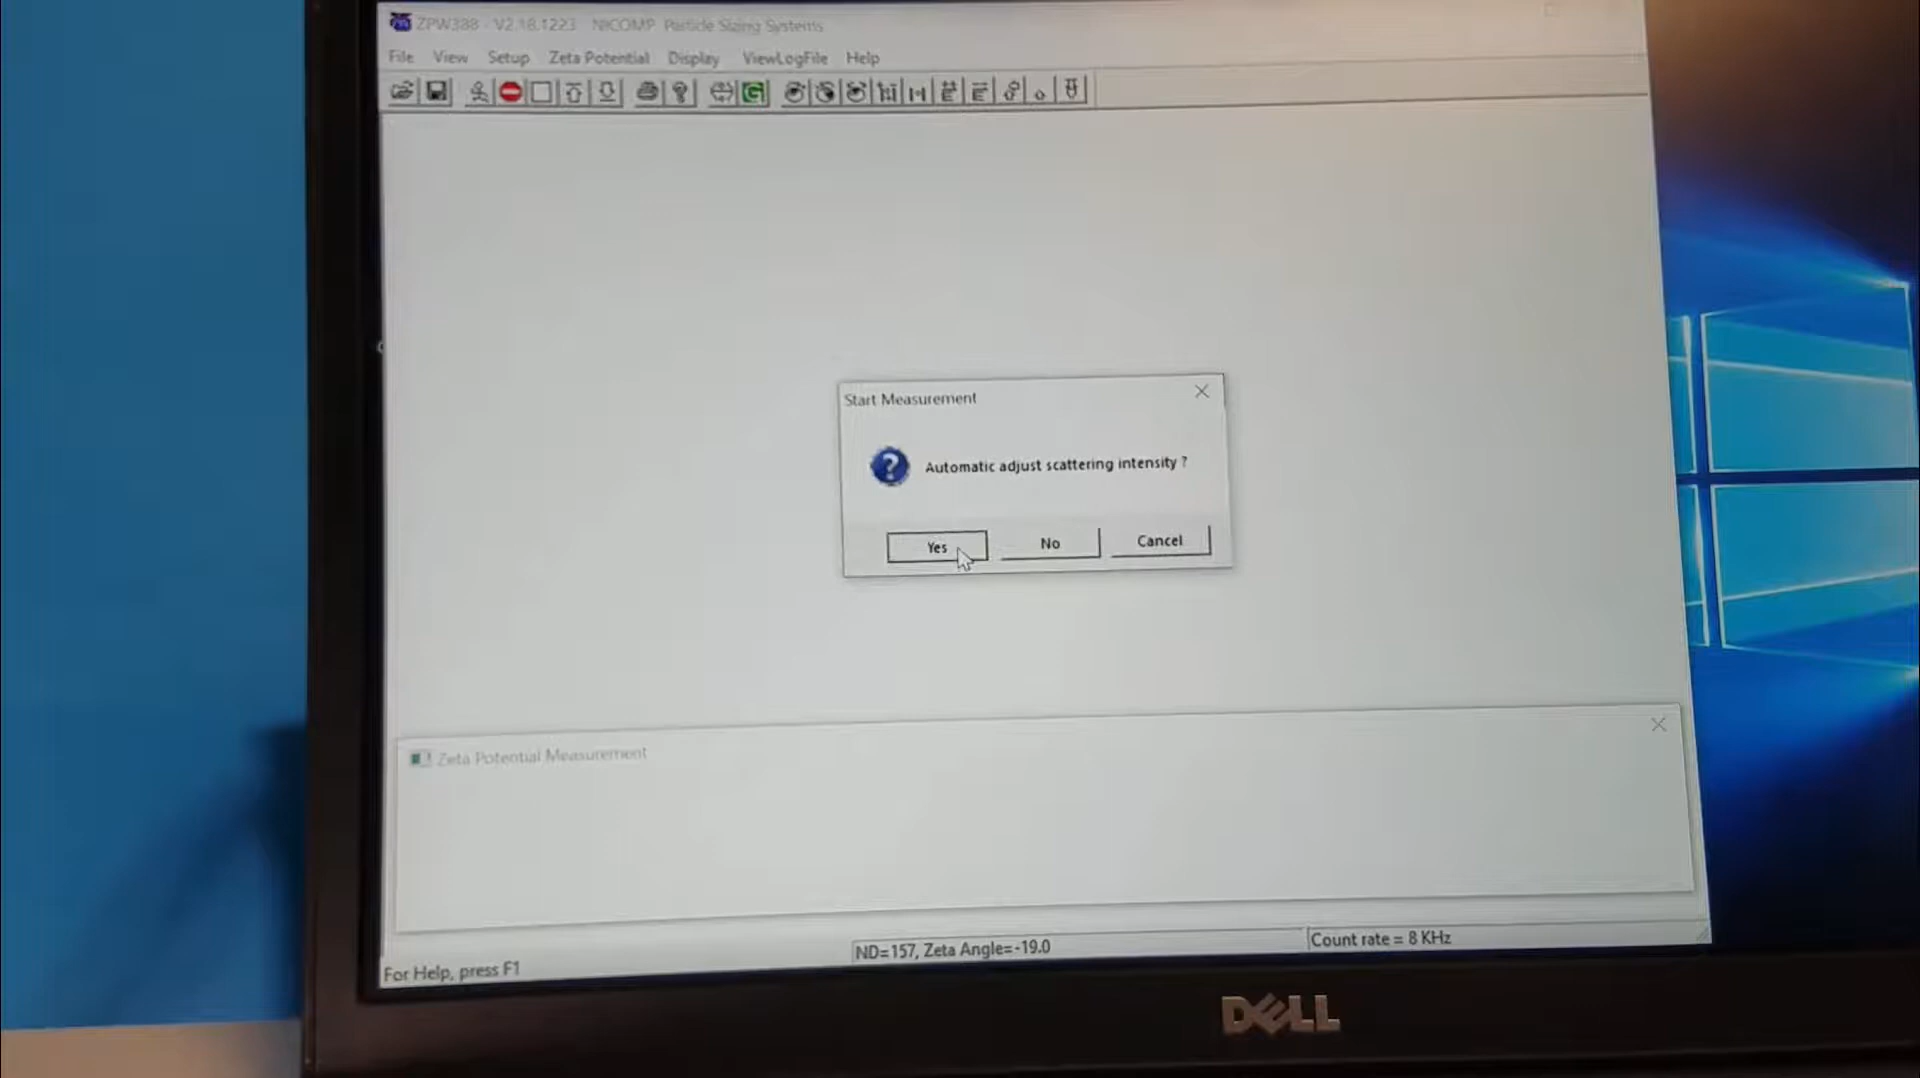 ZPW388 - V2.18.1223 NICOMP Particle Sizing Systems
File View Setup Zeta Potential Display ViewLogFile Help
Start Measurement
Automatic adjust scattering intensity ?
Yes No Cancel
Zeta Potential Measurement
For Help, press F1 ND=157, Zeta Angle=-19.0 Count rate = 8 KHz
DELL